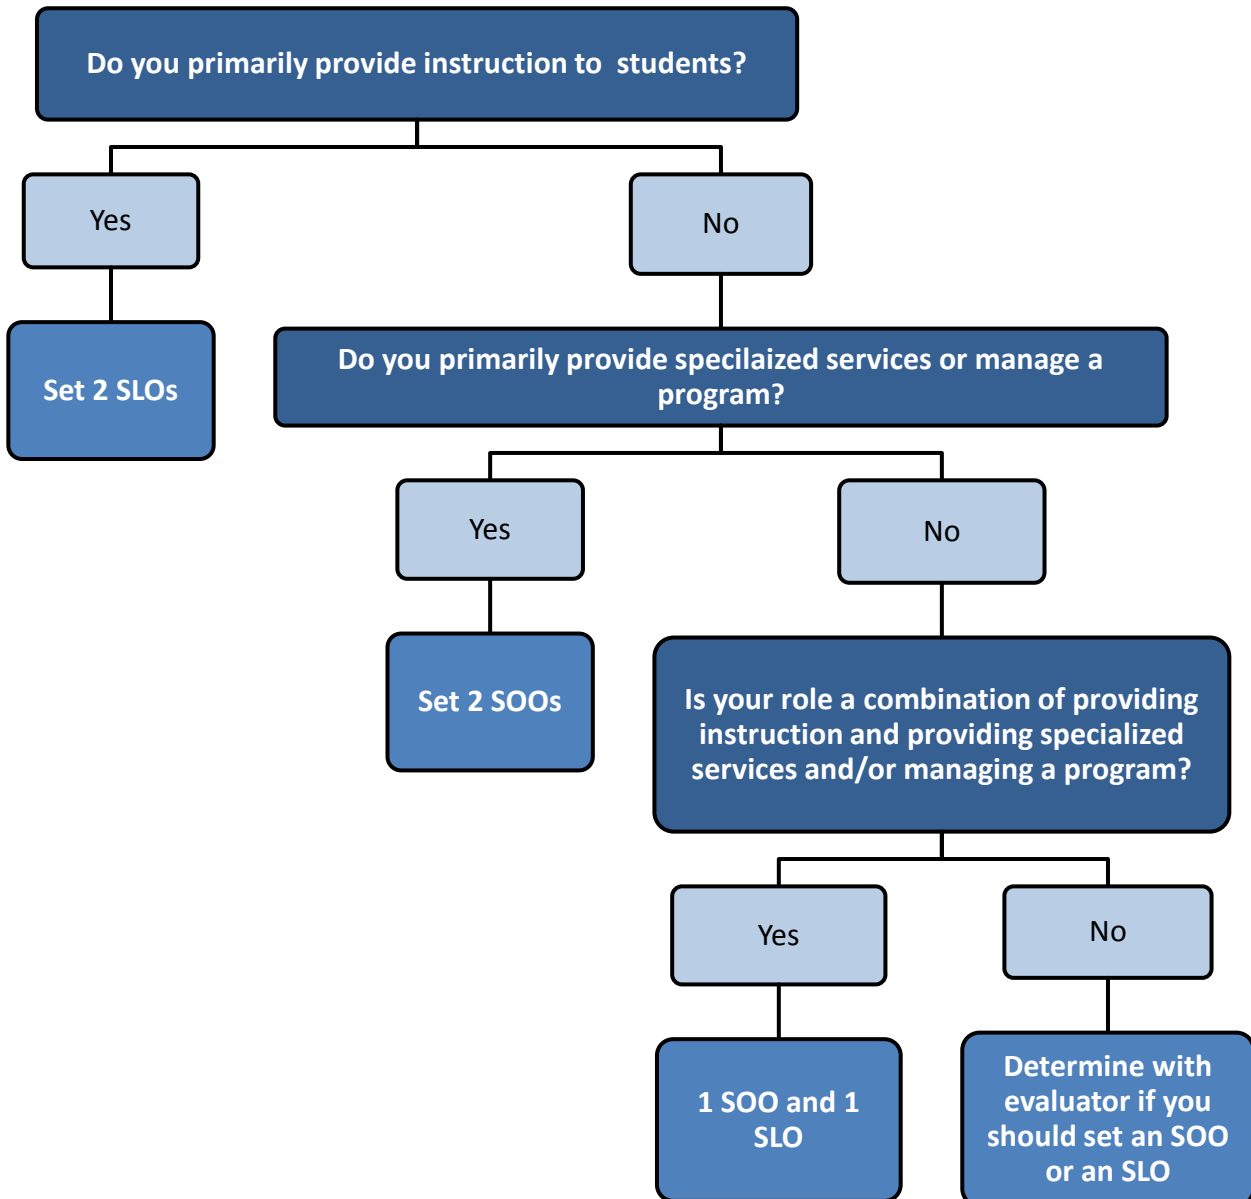 Do you primarily provide instruction to  students?
Yes
No
Set 2 SLOs
Do you primarily provide specilaized services or manage a
program?
Yes
No
Set 2 SOOs
Is your role a combination of providing
instruction and providing specialized
services and/or managing a program?
Yes
No
1 SOO and 1
SLO
Determine with
evaluator if you
should set an SOO
or an SLO